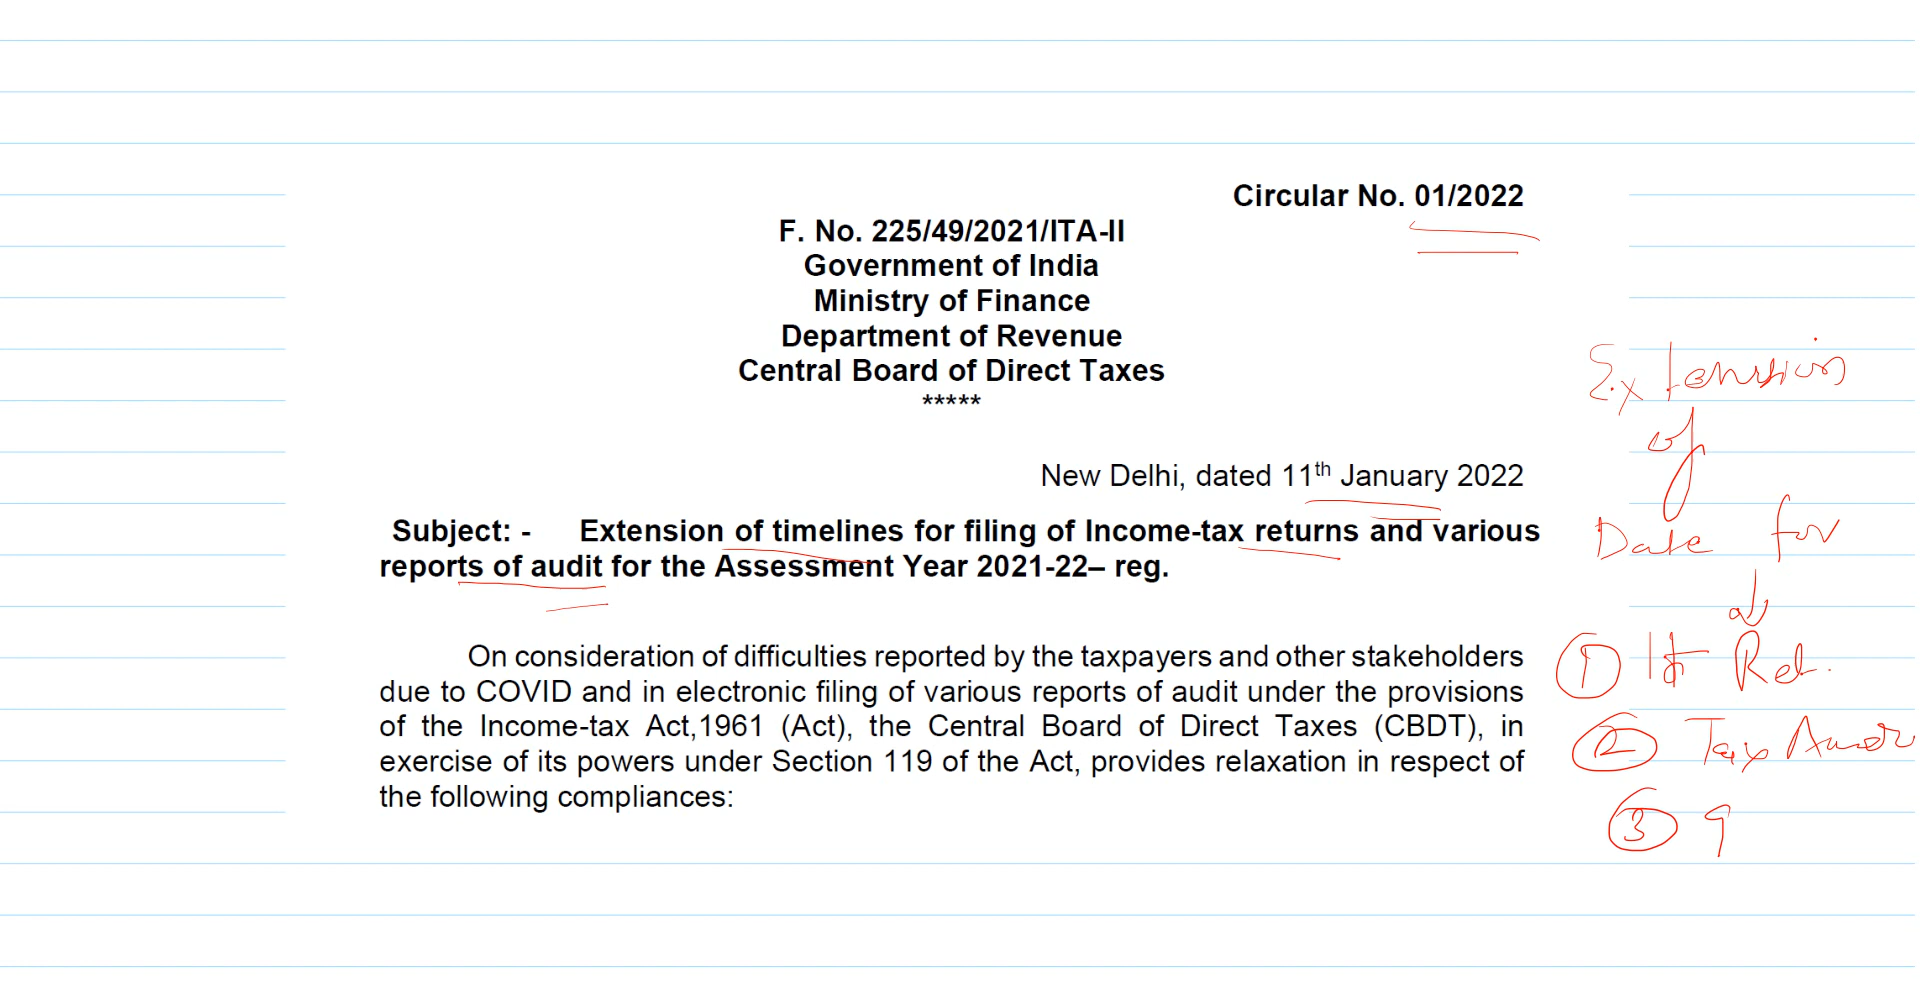 Circular No. 01/2022
F. No. 225/49/2021/ITA-II
Government of India
Ministry of Finance
Department of Revenue
Central Board of Direct Taxes
*****
New Delhi, dated 11th January 2022
Subject: - Extension of timelines for filing of Income-tax returns and various
reports of audit for the Assessment Year 2021-22– reg.
On consideration of difficulties reported by the taxpayers and other stakeholders
due to COVID and in electronic filing of various reports of audit under the provisions
of the Income-tax Act,1961 (Act), the Central Board of Direct Taxes (CBDT), in
exercise of its powers under Section 119 of the Act, provides relaxation in respect of
the following compliances:
Extension
of
Date for
① Ret.
② Tax Audit
③